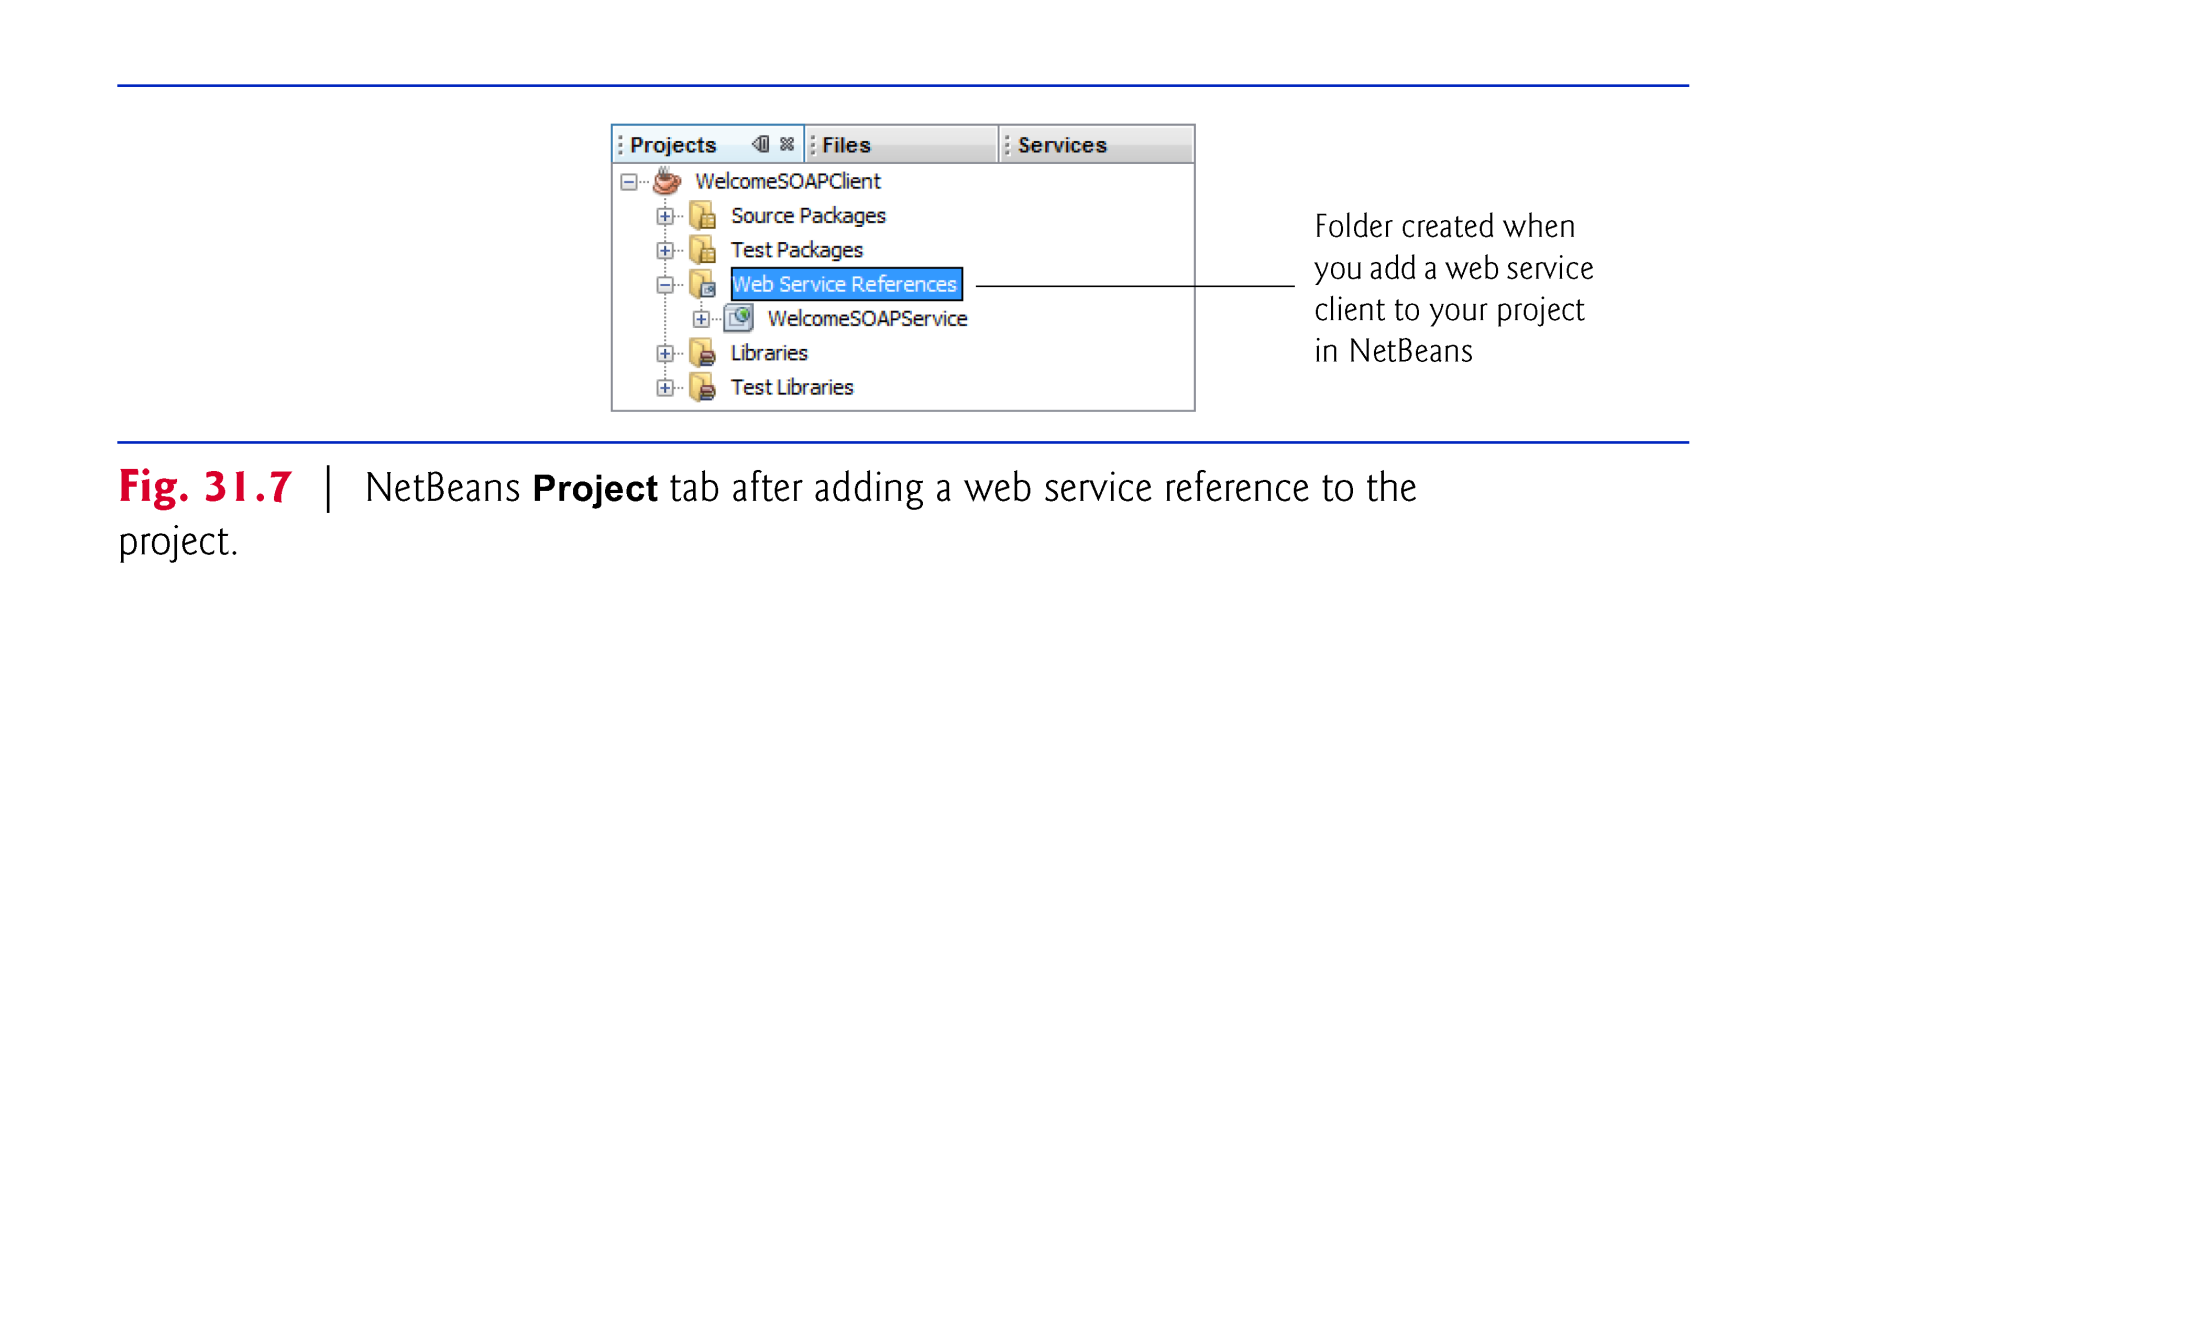 Projects Files Services
WelcomeSOAPClient
Source Packages
Test Packages
Web Service References
WelcomeSOAPService
Libraries
Test Libraries
Folder created when
you add a web service
client to your project
in NetBeans
Fig. 31.7 | NetBeans Project tab after adding a web service reference to the
project.